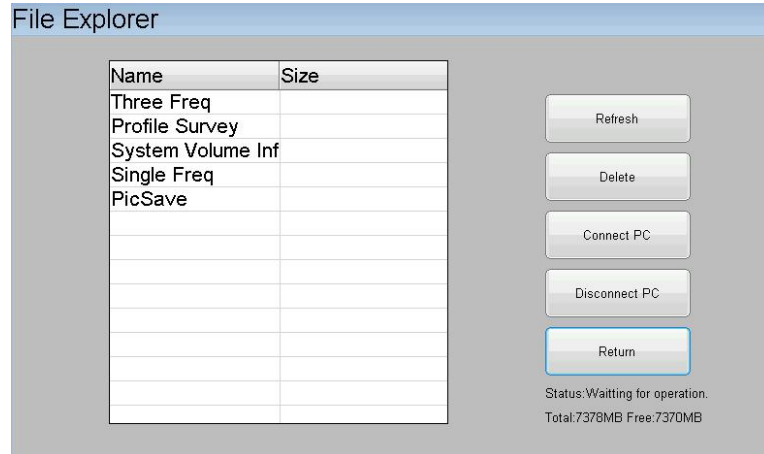 File Explorer
Name Size
Three Freq
Profile Survey
System Volume Inf
Single Freq
PicSave
Refresh
Delete
Connect PC
Disconnect PC
Return
Status:Waitting for operation.
Total:7378MB Free:7370MB